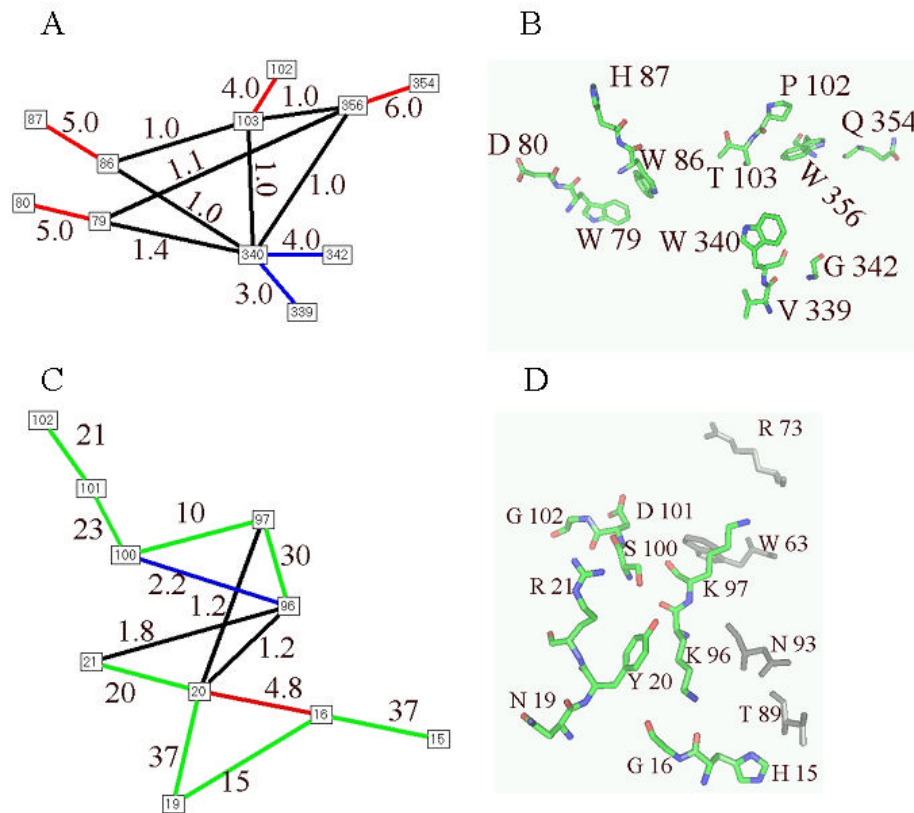 A
102
354
4.0
1.0
356
6.0
87
5.0
103
1.0
86
1.1
1.0
80
1.0
1.0
79
5.0
1.4
340
4.0
342
3.0
339
B
H 87
P 102
Q 354
D 80
W 86
T 103
W 356
W 79
W 340
G 342
V 339
C
102
21
101
10
97
23
100
30
2.2
1.2
96
1.8
1.2
21
20
20
4.8
16
37
15
37
15
19
D
R 73
G 102
D 101
S 100
W 63
R 21
K 97
N 93
K 96
Y 20
N 19
T 89
G 16
H 15